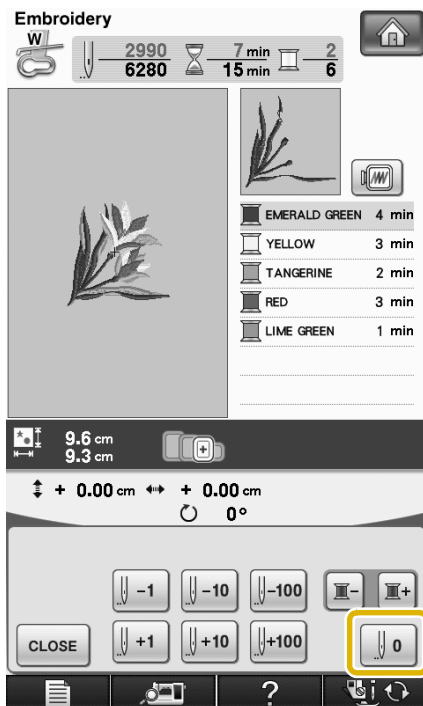 Embroidery
W
2990 7 min 2
6280 15 min 6
EMERALD GREEN 4 min
YELLOW 3 min
TANGERINE 2 min
RED 3 min
LIME GREEN 1 min
9.6 cm
9.3 cm
+ 0.00 cm + 0.00 cm
0°
-1 -10 -100 - +
CLOSE +1 +10 +100 0
?